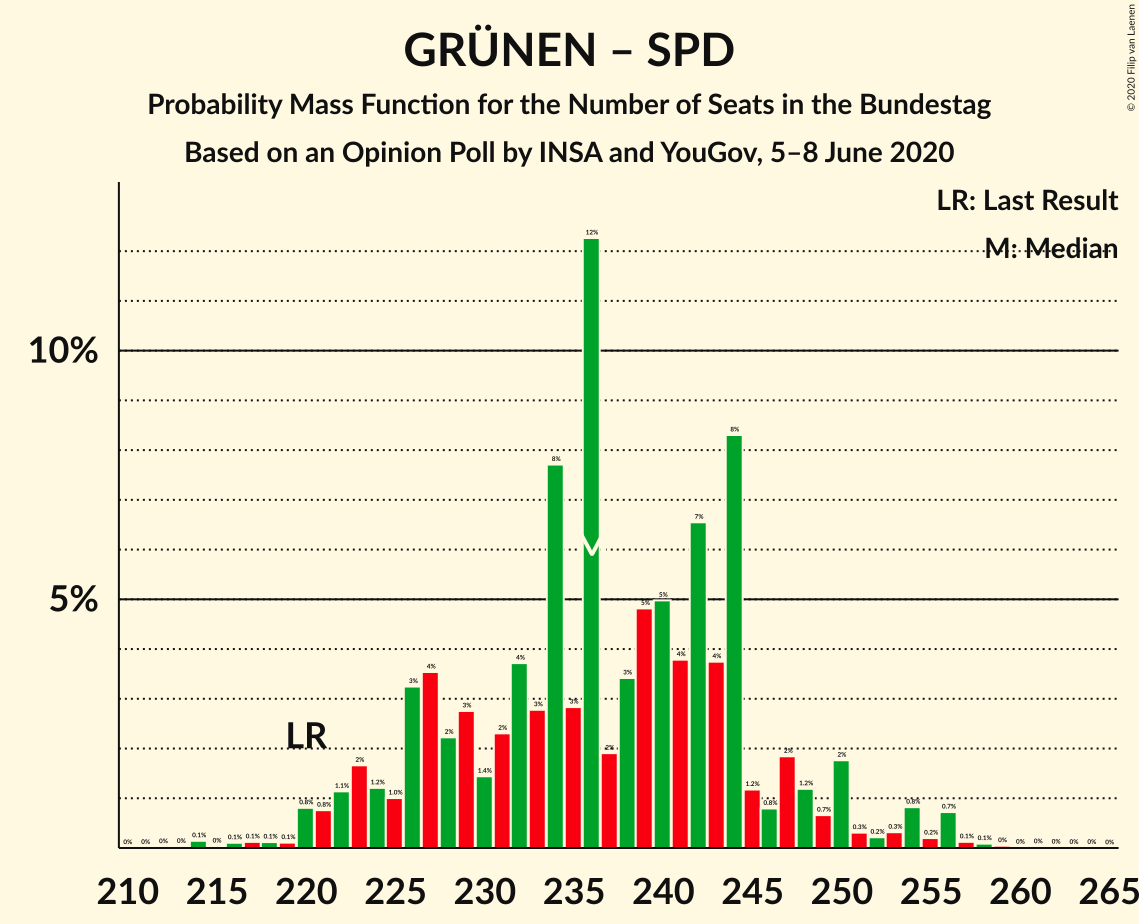 GRÜNEN – SPD
Probability Mass Function for the Number of Seats in the Bundestag
Based on an Opinion Poll by INSA and YouGov, 5–8 June 2020
© 2020 Filip van Laenen
LR: Last Result
M: Median
10%
5%
LR
M
0% 0% 0% 0% 0.1% 0% 0.1% 0.1% 0.1% 0.1% 0.8% 0.8% 1.1% 2% 1.2% 1.0% 3% 4% 2% 3% 1.4% 2% 4% 3% 8% 3% 12% 2% 3% 5% 5% 4% 7% 4% 8% 1.2% 0.8% 2% 1.2% 0.7% 2% 0.3% 0.2% 0.3% 0.8% 0.2% 0.7% 0.1% 0.1% 0% 0% 0% 0% 0% 0% 0%
210 215 220 225 230 235 240 245 250 255 260 265